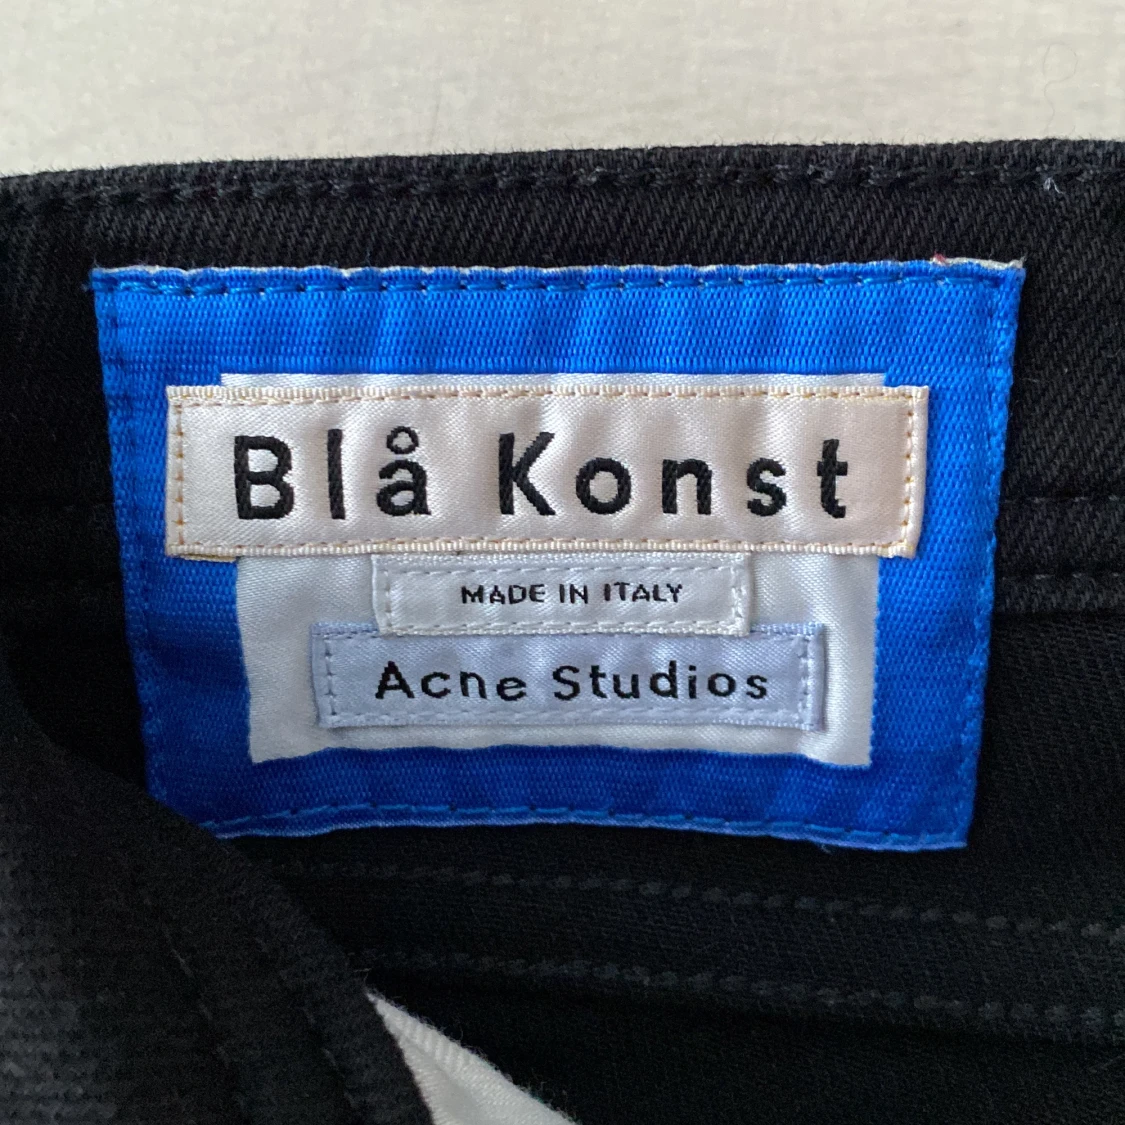 Blå Konst
MADE IN ITALY
Acne Studios